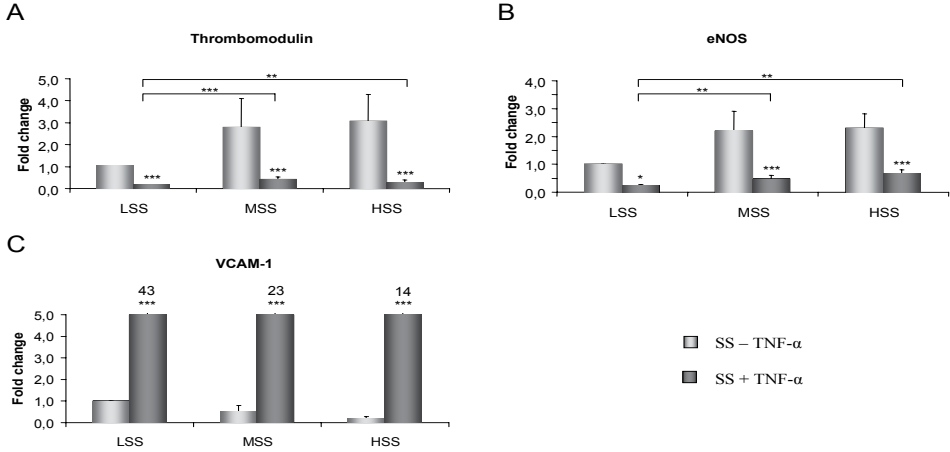 A
Thrombomodulin
Fold change
5,0
4,0
3,0
2,0
1,0
0,0
**
***
***
***
***
LSS
MSS
HSS
B
eNOS
Fold change
4,0
3,0
2,0
1,0
0,0
**
**
*
***
***
LSS
MSS
HSS
C
VCAM-1
Fold change
5,0
4,0
3,0
2,0
1,0
0,0
43
***
23
***
14
***
LSS
MSS
HSS
SS – TNF-α
SS + TNF-α